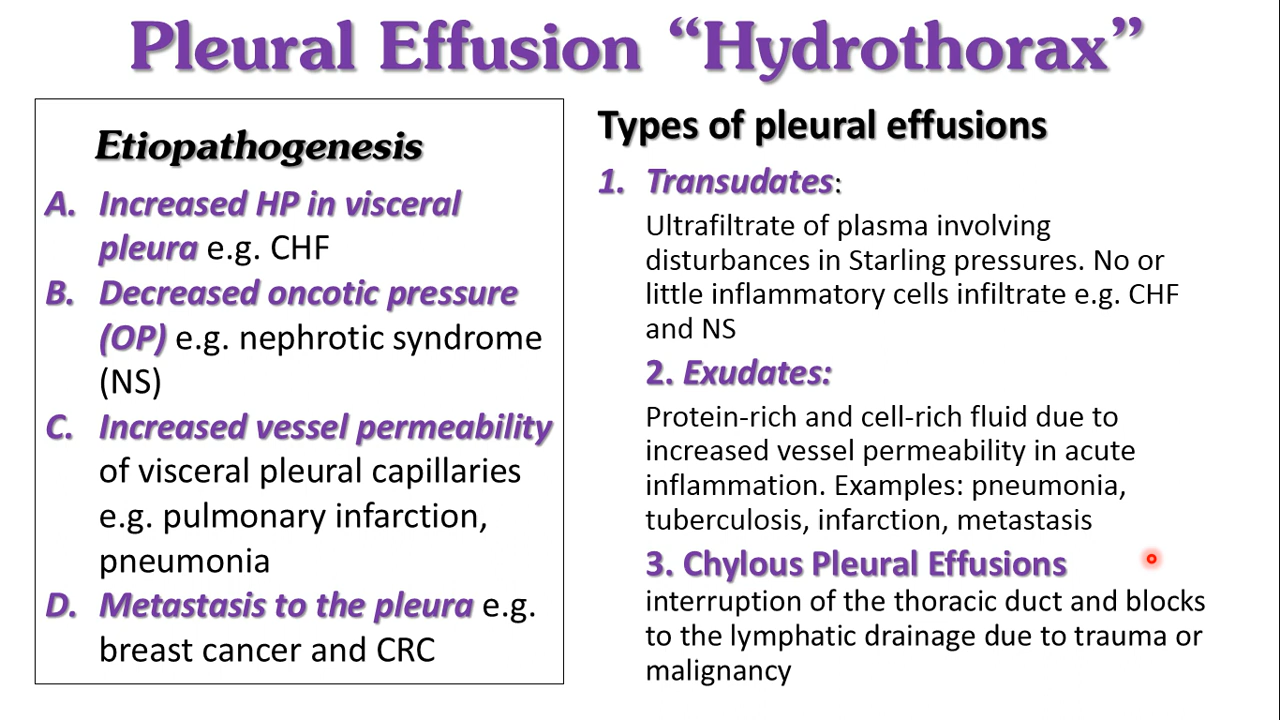 Pleural Effusion “Hydrothorax”
Etiopathogenesis
A. Increased HP in visceral
pleura e.g. CHF
B. Decreased oncotic pressure
(OP) e.g. nephrotic syndrome
(NS)
C. Increased vessel permeability
of visceral pleural capillaries
e.g. pulmonary infarction,
pneumonia
D. Metastasis to the pleura e.g.
breast cancer and CRC
Types of pleural effusions
1. Transudates:
Ultrafiltrate of plasma involving
disturbances in Starling pressures. No or
little inflammatory cells infiltrate e.g. CHF
and NS
2. Exudates:
Protein-rich and cell-rich fluid due to
increased vessel permeability in acute
inflammation. Examples: pneumonia,
tuberculosis, infarction, metastasis
3. Chylous Pleural Effusions
interruption of the thoracic duct and blocks
to the lymphatic drainage due to trauma or
malignancy